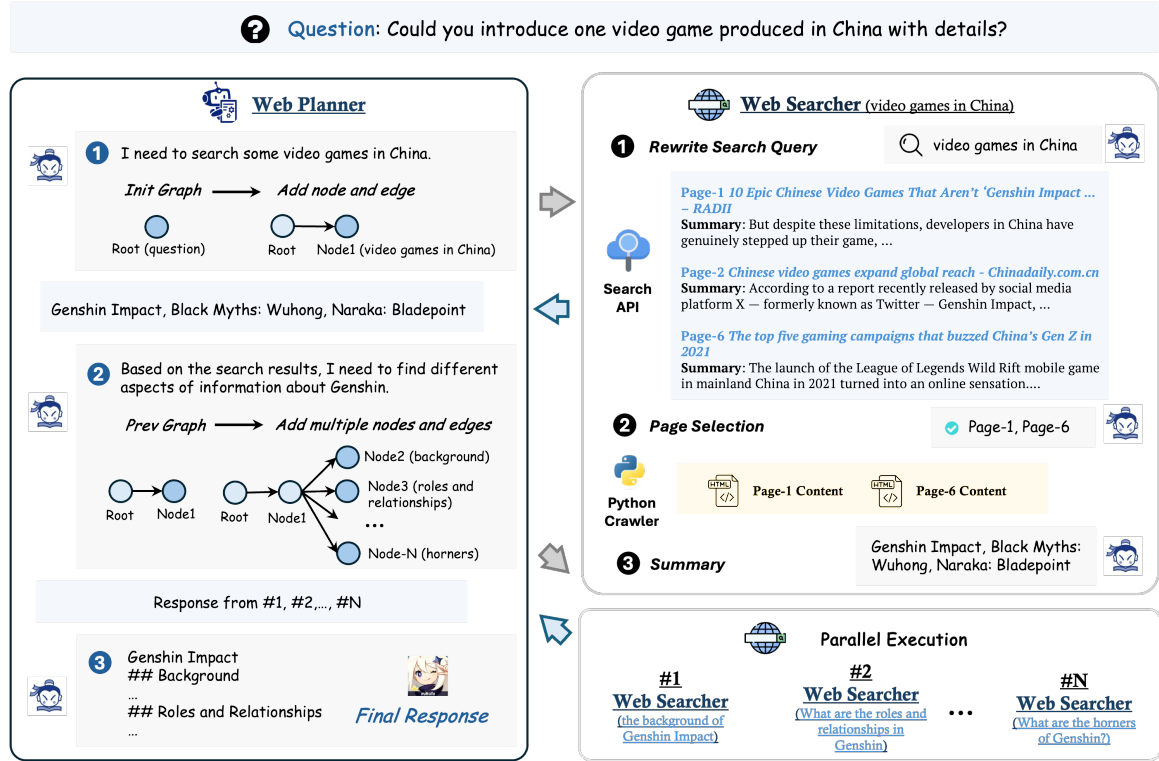 ? Question: Could you introduce one video game produced in China with details?
Web Planner
1 I need to search some video games in China.
Init Graph Add node and edge
Root (question) Root Node1 (video games in China)
Genshin Impact, Black Myths: Wuhong, Naraka: Bladepoint
2 Based on the search results, I need to find different
aspects of information about Genshin.
Prev Graph Add multiple nodes and edges
Node2 (background)
Node3 (roles and
relationships)
...
Root Node1 Root Node1
Node-N (horners)
Response from #1, #2,..., #N
3 Genshin Impact
## Background
...
## Roles and Relationships
...
Final Response
Web Searcher (video games in China)
1 Rewrite Search Query
video games in China
Search
API
Page-1 10 Epic Chinese Video Games That Aren't 'Genshin Impact ...
– RADII
Summary: But despite these limitations, developers in China have
genuinely stepped up their game, ...
Page-2 Chinese video games expand global reach - Chinadaily.com.cn
Summary: According to a report recently released by social media
platform X — formerly known as Twitter — Genshin Impact, ...
Page-6 The top five gaming campaigns that buzzed China's Gen Z in
2021
Summary: The launch of the League of Legends Wild Rift mobile game
in mainland China in 2021 turned into an online sensation....
2 Page Selection
Page-1, Page-6
Python
Crawler
HTML Page-1 Content HTML Page-6 Content
3 Summary
Genshin Impact, Black Myths:
Wuhong, Naraka: Bladepoint
Parallel Execution
#1
Web Searcher
(the background of
Genshin Impact)
#2
Web Searcher
(What are the roles and
relationships in
Genshin)
...
#N
Web Searcher
(What are the horners
of Genshin?)